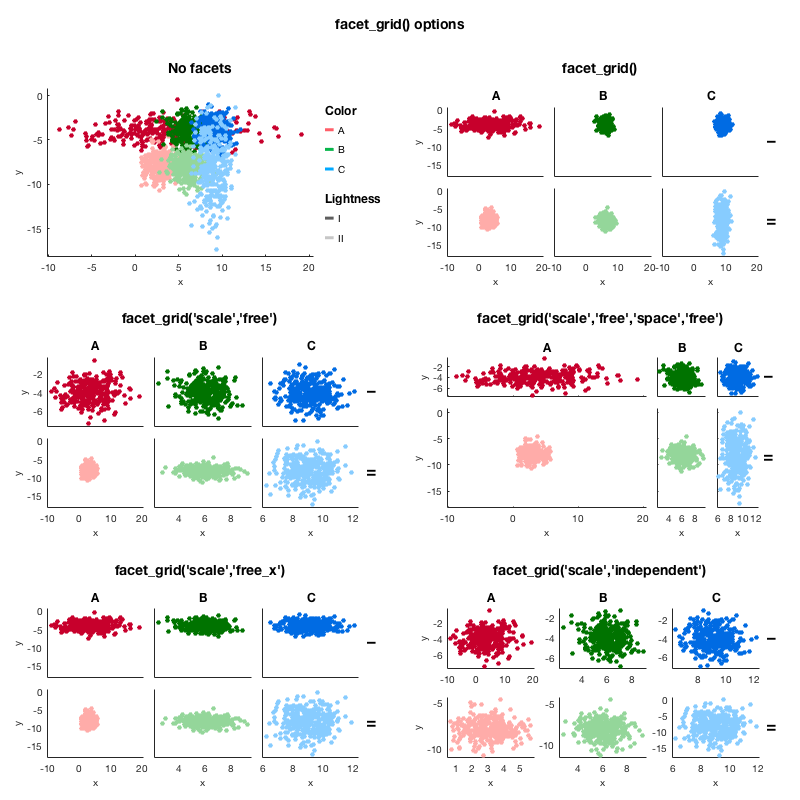 facet_grid() options
No facets
0
-5
-10
-15
y
-10 -5 0 5 10 15 20
x
Color
A
B
C
Lightness
I
II
facet_grid()
A B C
0
-5
-10
-15
y
I
0
-5
-10
-15
y
II
-10 0 10 20 -10 0 10 20 -10 0 10 20
x x x
facet_grid('scale','free')
A B C
-2
-4
-6
y
I
0
-5
-10
-15
y
II
-10 0 10 20 4 6 8 6 8 10 12
x x x
facet_grid('scale','free','space','free')
A B C
-2
-4
-6
y
I
0
-5
-10
-15
y
II
-10 0 10 20 4 6 8 6 8 10 12
x x x
facet_grid('scale','free_x')
A B C
0
-5
-10
-15
y
I
0
-5
-10
-15
y
II
-10 0 10 20 4 6 8 6 8 10 12
x x x
facet_grid('scale','independent')
A B C
-2 -2 -2
-4 -4 -4
-6 -6 -6
y
I
-10 0 10 20 4 6 8 8 10 12
-5 -5 0
-5
-10
-10 -10 -15
y
II
1 2 3 4 5 4 6 8 6 8 10 12
x x x